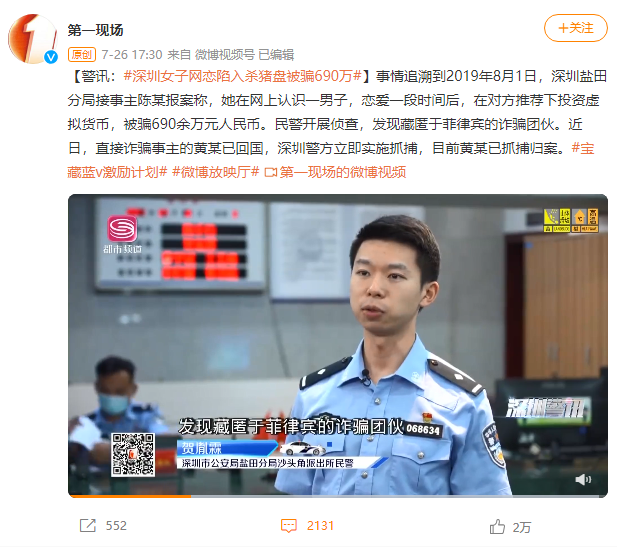 第一现场
+关注
原创 7-26 17:30 来自 微博视频号 已编辑
【警讯：#深圳女子网恋陷入杀猪盘被骗690万#】事情追溯到2019年8月1日，深圳盐田
分局接事主陈某报案称，她在网上认识一男子，恋爱一段时间后，在对方推荐下投资虚
拟货币，被骗690余万元人民币。民警开展侦查，发现藏匿于菲律宾的诈骗团伙。近
日，直接诈骗事主的黄某已回国，深圳警方立即实施抓捕，目前黄某已抓捕归案。#宝
藏蓝v激励计划# #微博放映厅# 第一现场的微博视频
都市频道
高温
深圳警讯
发现藏匿于菲律宾的诈骗团伙
068634
贺胤霖
深圳市公安局盐田分局沙头角派出所民警
552
2131
2万